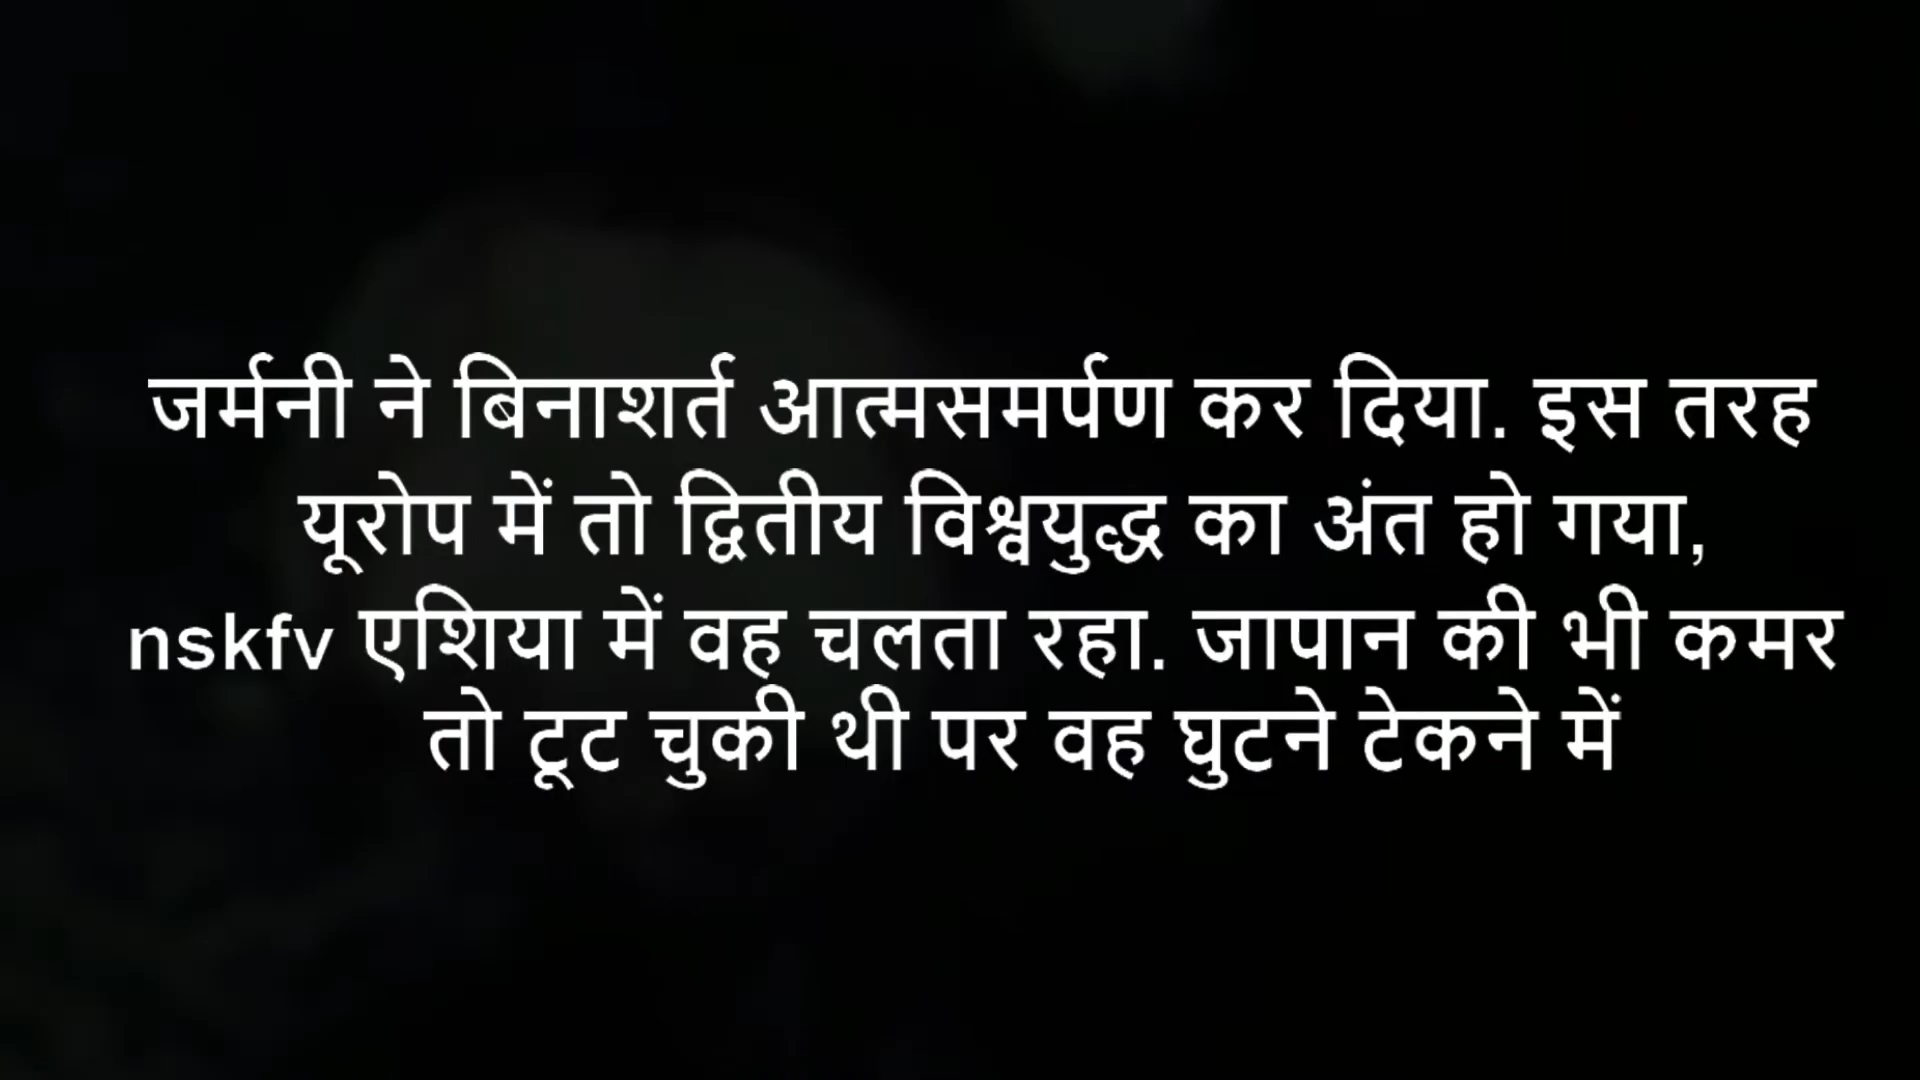 जर्मनी ने बिनाशर्त आत्मसमर्पण कर दिया. इस तरह
यूरोप में तो द्वितीय विश्वयुद्ध का अंत हो गया,
nskfv एशिया में वह चलता रहा. जापान की भी कमर
तो टूट चुकी थी पर वह घुटने टेकने में